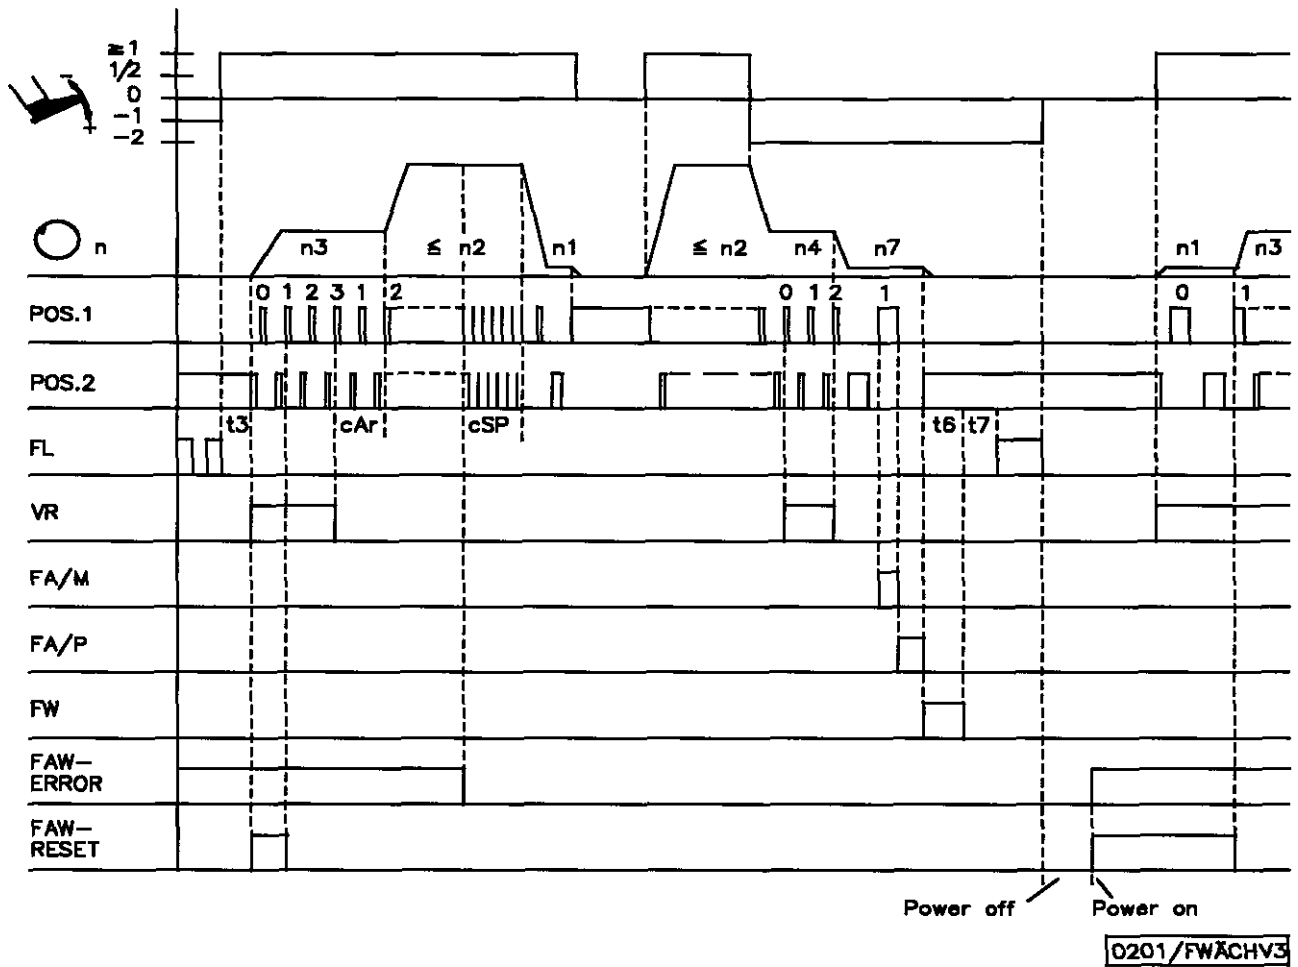 ≥1
1/2
0
-1
-2
-
+
n
n3
≤ n2
n1
≤ n2
n4
n7
n1
n3
0 1 2 3 1 2
0 1 2
1
0
1
POS.1
POS.2
t3
cAr
cSP
t6
t7
FL
VR
FA/M
FA/P
FW
FAW-
ERROR
FAW-
RESET
Power off
Power on
0201/FWÄCHV3